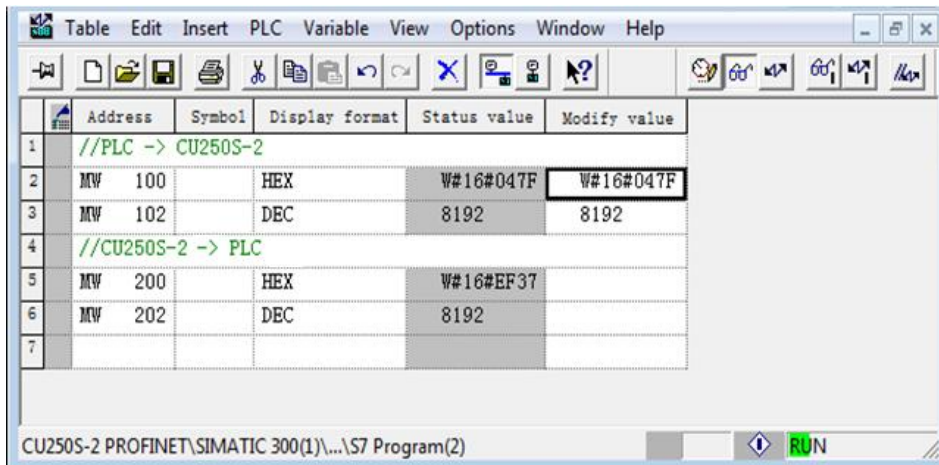 Table Edit Insert PLC Variable View Options Window Help
Address Symbol Display format Status value Modify value
1 //PLC -> CU250S-2
2 MW 100 HEX W#16#047F W#16#047F
3 MW 102 DEC 8192 8192
4 //CU250S-2 -> PLC
5 MW 200 HEX W#16#EF37
6 MW 202 DEC 8192
7
CU250S-2 PROFINET\SIMATIC 300(1)\...\S7 Program(2) RUN